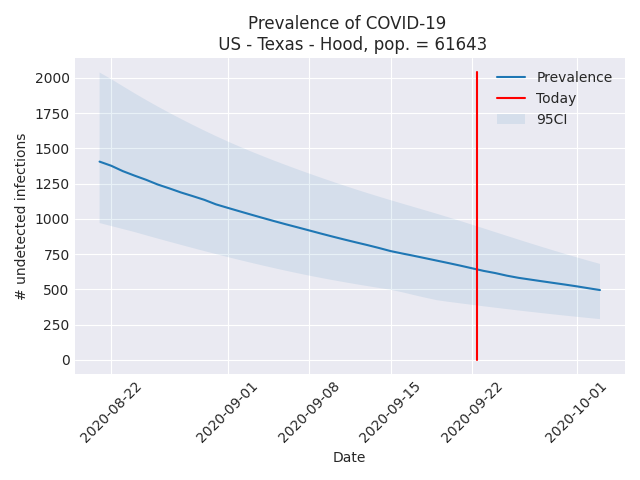 Prevalence of COVID-19
US - Texas - Hood, pop. = 61643
Prevalence
Today
95CI
2000
1750
1500
1250
1000
750
500
250
0
# undetected infections
2020-08-22
2020-09-01
2020-09-08
2020-09-15
2020-09-22
2020-10-01
Date